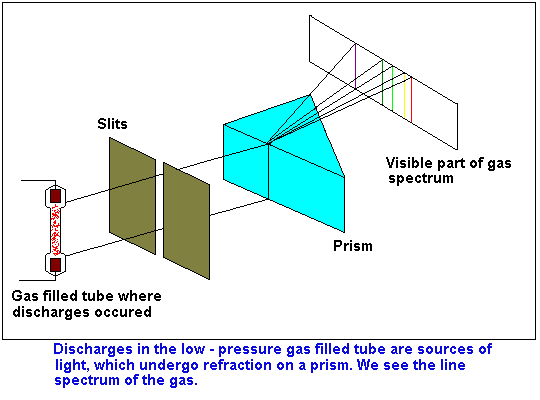 Slits
Visible part of gas
spectrum
Prism
Gas filled tube where
discharges occured
Discharges in the low - pressure gas filled tube are sources of
light, which undergo refraction on a prism. We see the line
spectrum of the gas.